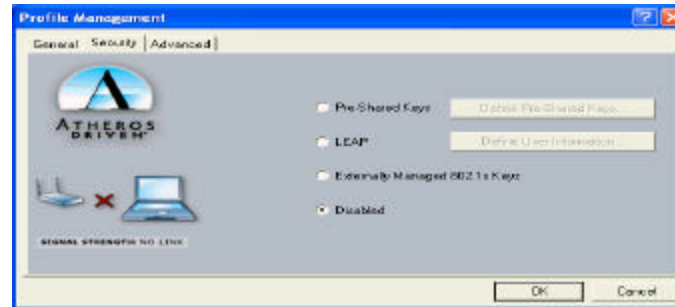 Profile Management
General Security Advanced
ATHEROS
DRIVEN
Pre-Shared Keys Define Pre-Shared Keys...
LEAP Define User Information...
Externally Managed 802.1x Keys
Disabled
SIGNAL STRENGTH: NO LINK
OK Cancel